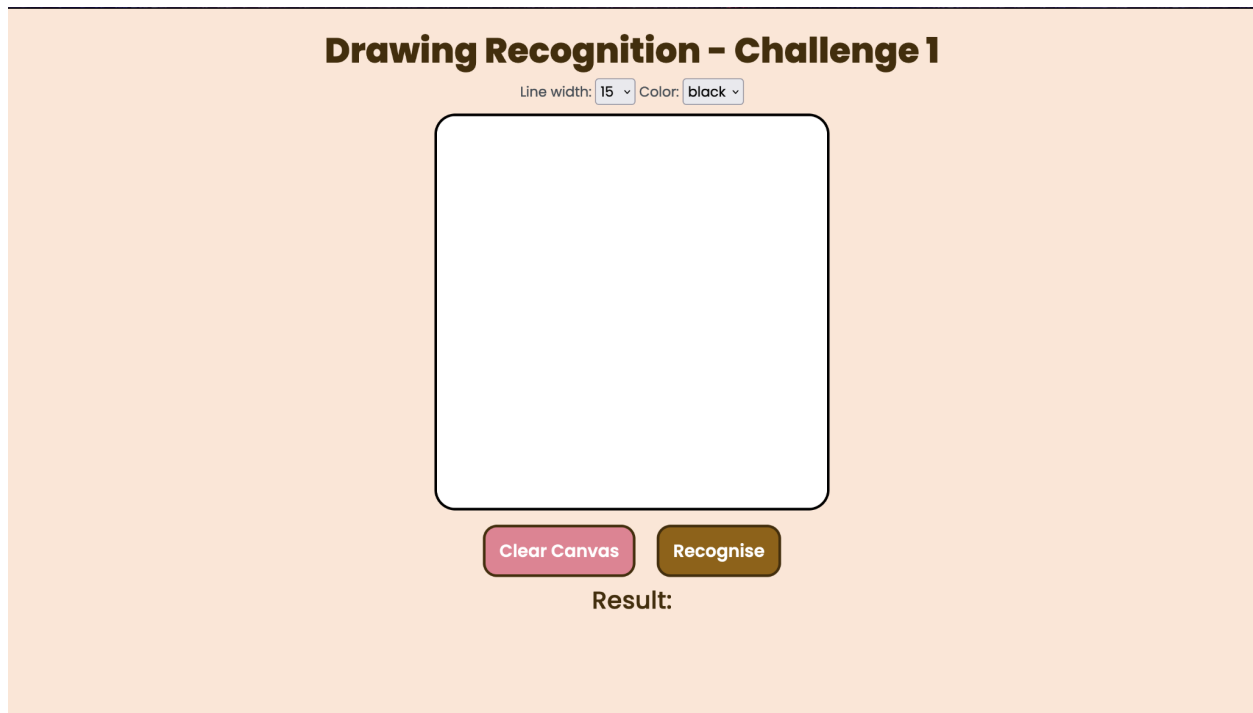 Drawing Recognition - Challenge 1
Line width: 15 Color: black
Clear Canvas Recognise
Result: